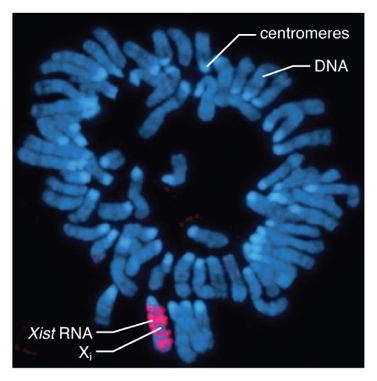 centromeres
DNA
Xist RNA
Xi